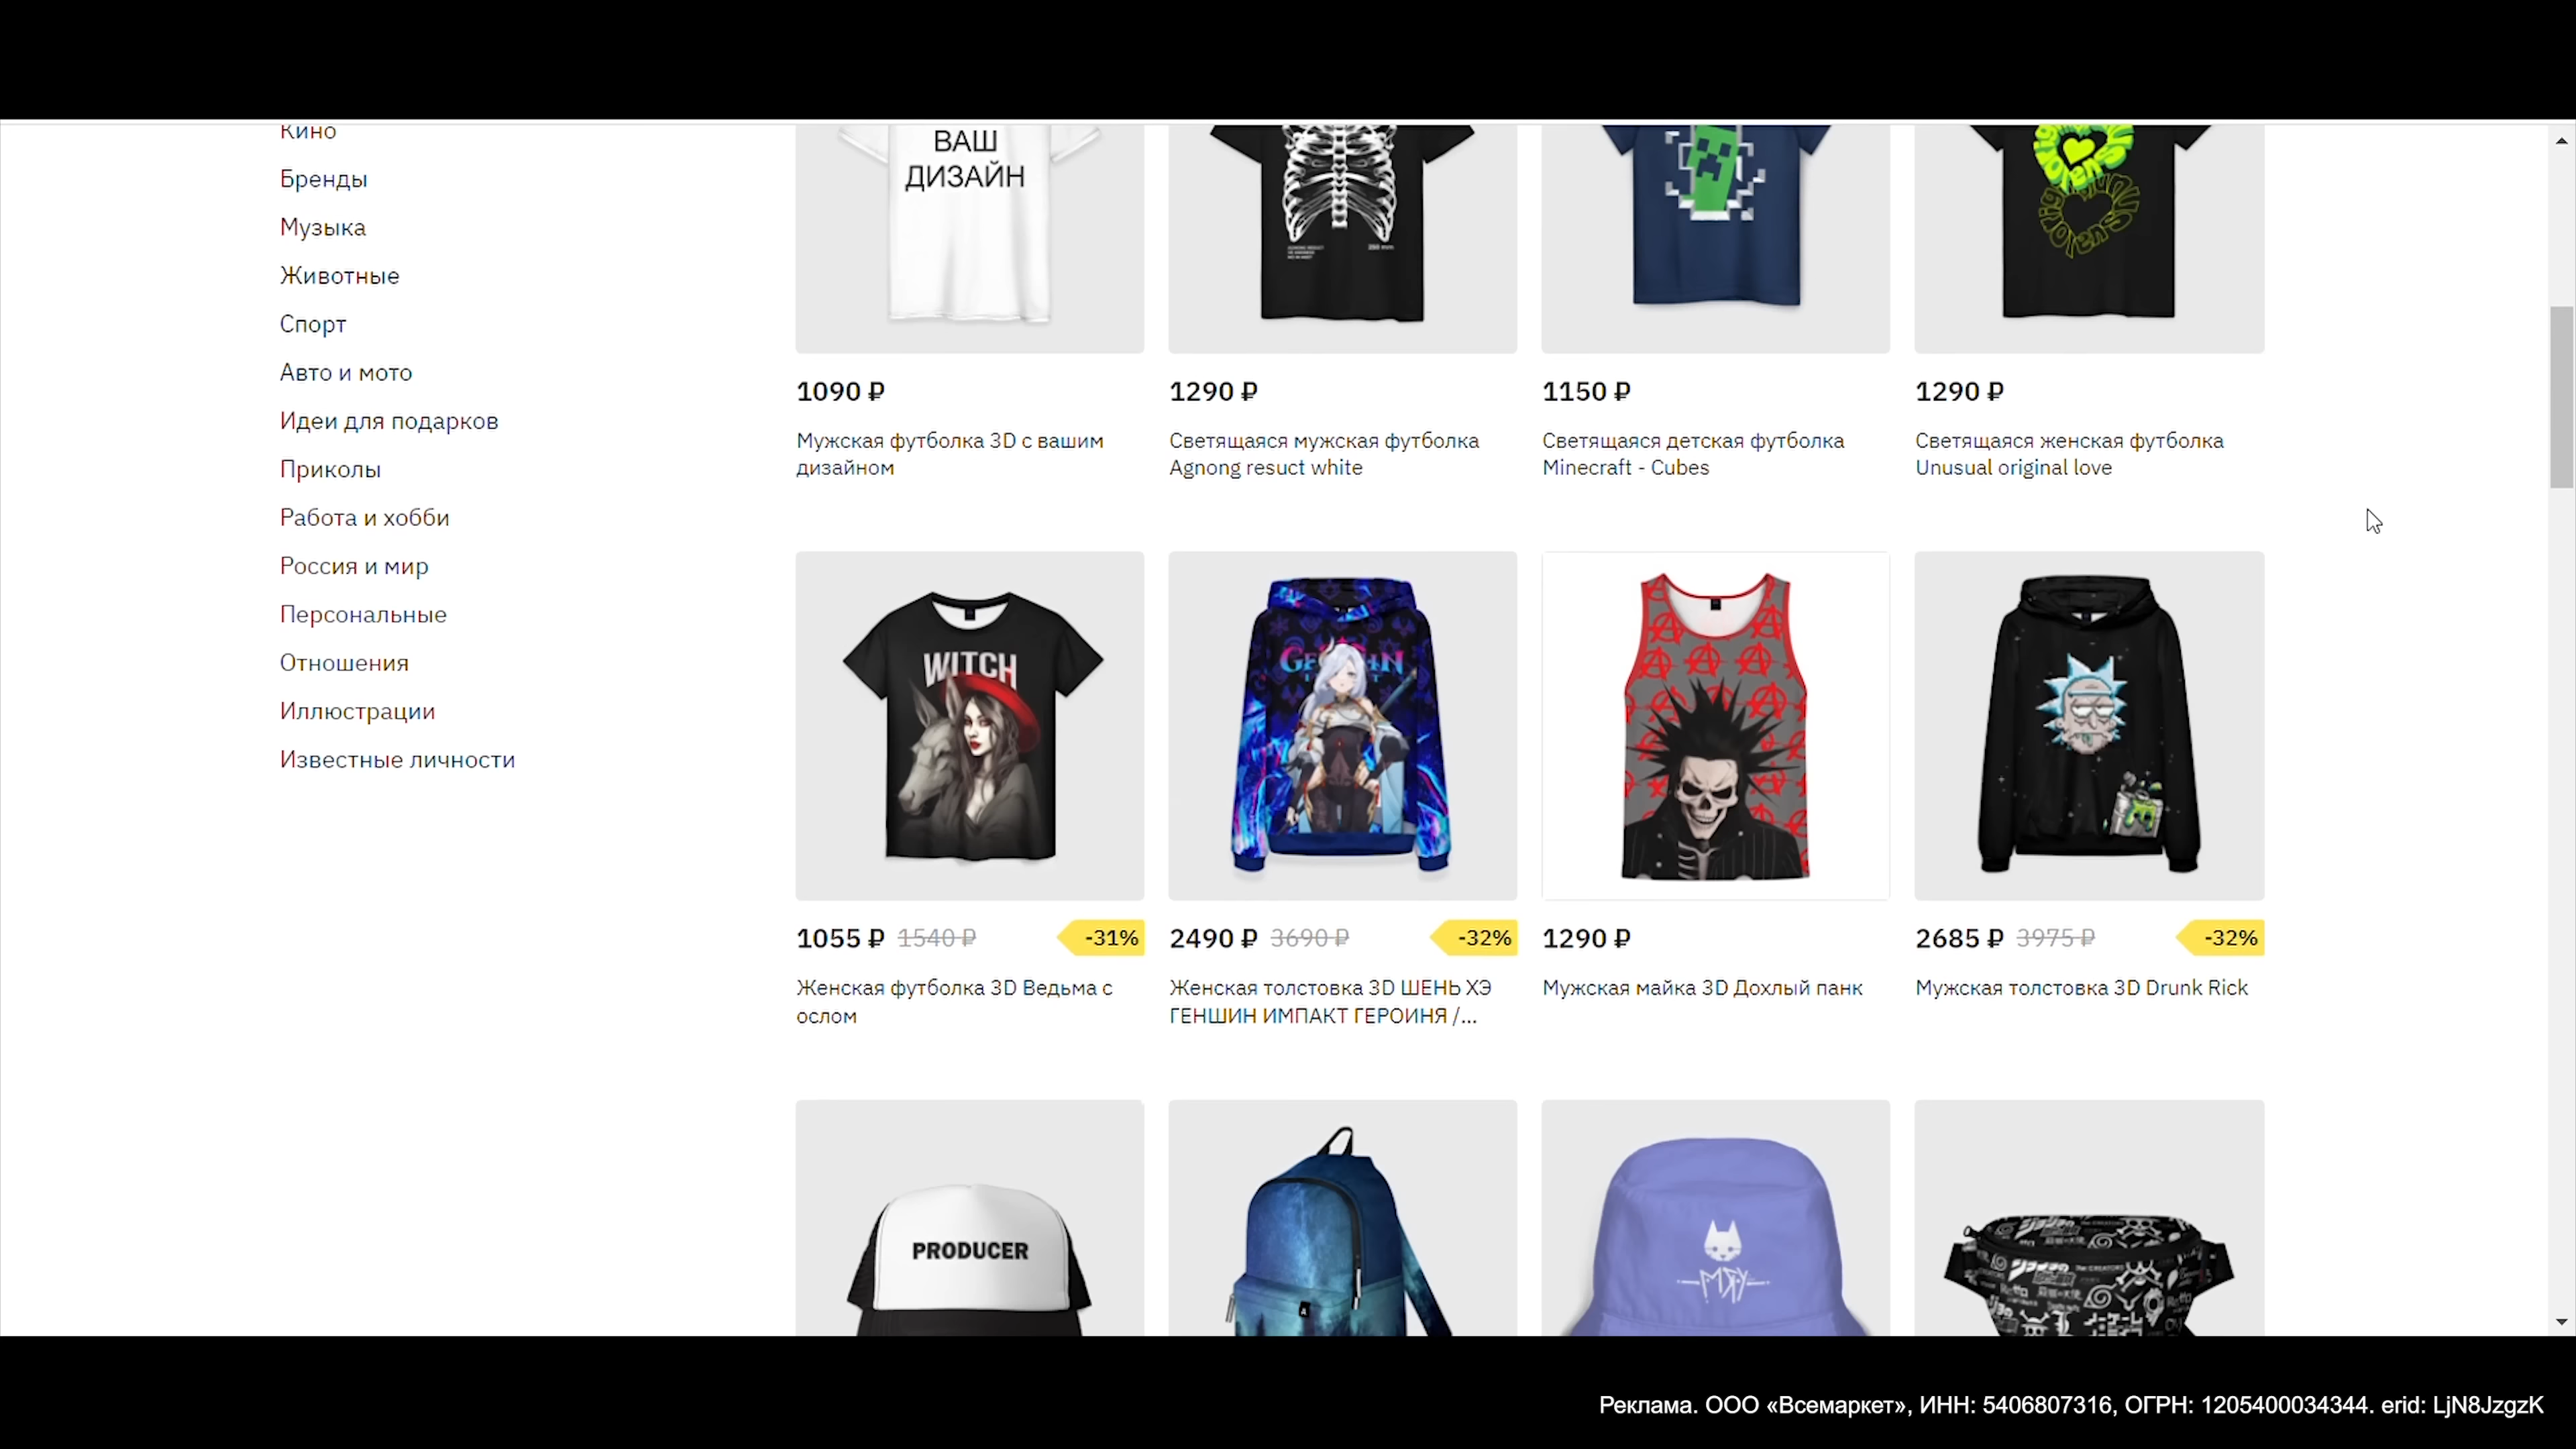 Кино
Бренды
Музыка
Животные
Спорт
Авто и мото
Идеи для подарков
Приколы
Работа и хобби
Россия и мир
Персональные
Отношения
Иллюстрации
Известные личности
ВАШ
ДИЗАЙН
1090 ₽
Мужская футболка 3D с вашим
дизайном
1290 ₽
Светящаяся мужская футболка
Agnong resuct white
1150 ₽
Светящаяся детская футболка
Minecraft - Cubes
1290 ₽
Светящаяся женская футболка
Unusual original love
WITCH
1055 ₽ 1540 ₽ -31%
Женская футболка 3D Ведьма с
ослом
2490 ₽ 3690 ₽ -32%
Женская толстовка 3D ШЕНЬ ХЭ
ГЕНШИН ИМПАКТ ГЕРОИНЯ /...
1290 ₽
Мужская майка 3D Дохлый панк
2685 ₽ 3975 ₽ -32%
Мужская толстовка 3D Drunk Rick
PRODUCER
МЯУ
Реклама. ООО «Всемаркет», ИНН: 5406807316, ОГРН: 1205400034344. erid: LjN8JzgzK